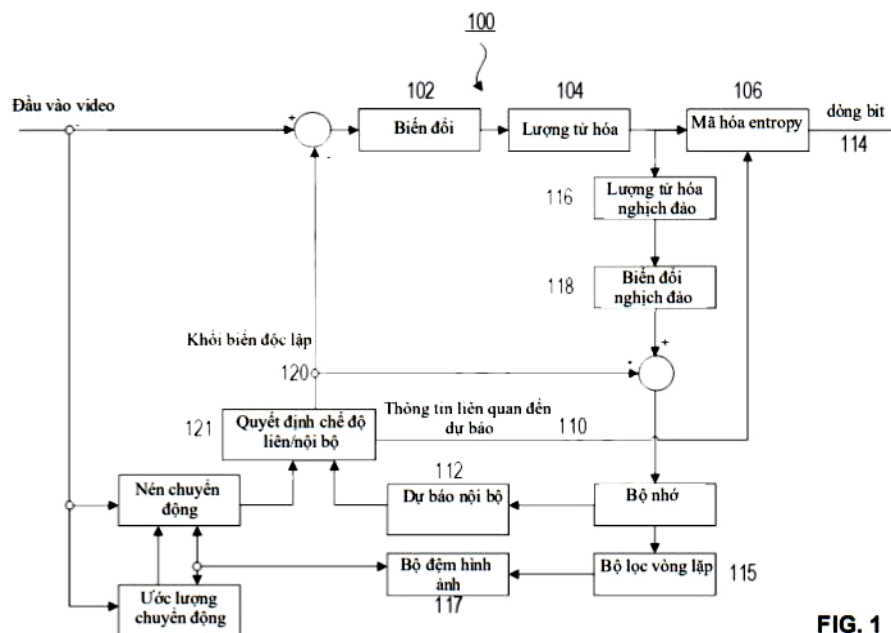 100
Đầu vào video
102
104
106
dòng bit
+
-
Biến đổi
Lượng tử hóa
Mã hóa entropy
114
116
Lượng tử hóa
nghịch đảo
118
Biến đổi
nghịch đảo
Khối biến độc lập
+
-
120
Thông tin liên quan đến
dự báo
110
121
Quyết định chế độ
liên/nội bộ
112
Nén chuyển
động
Dự báo nội bộ
Bộ nhớ
Bộ đệm hình
ảnh
117
Bộ lọc vòng lặp
115
Ước lượng
chuyển động
FIG. 1